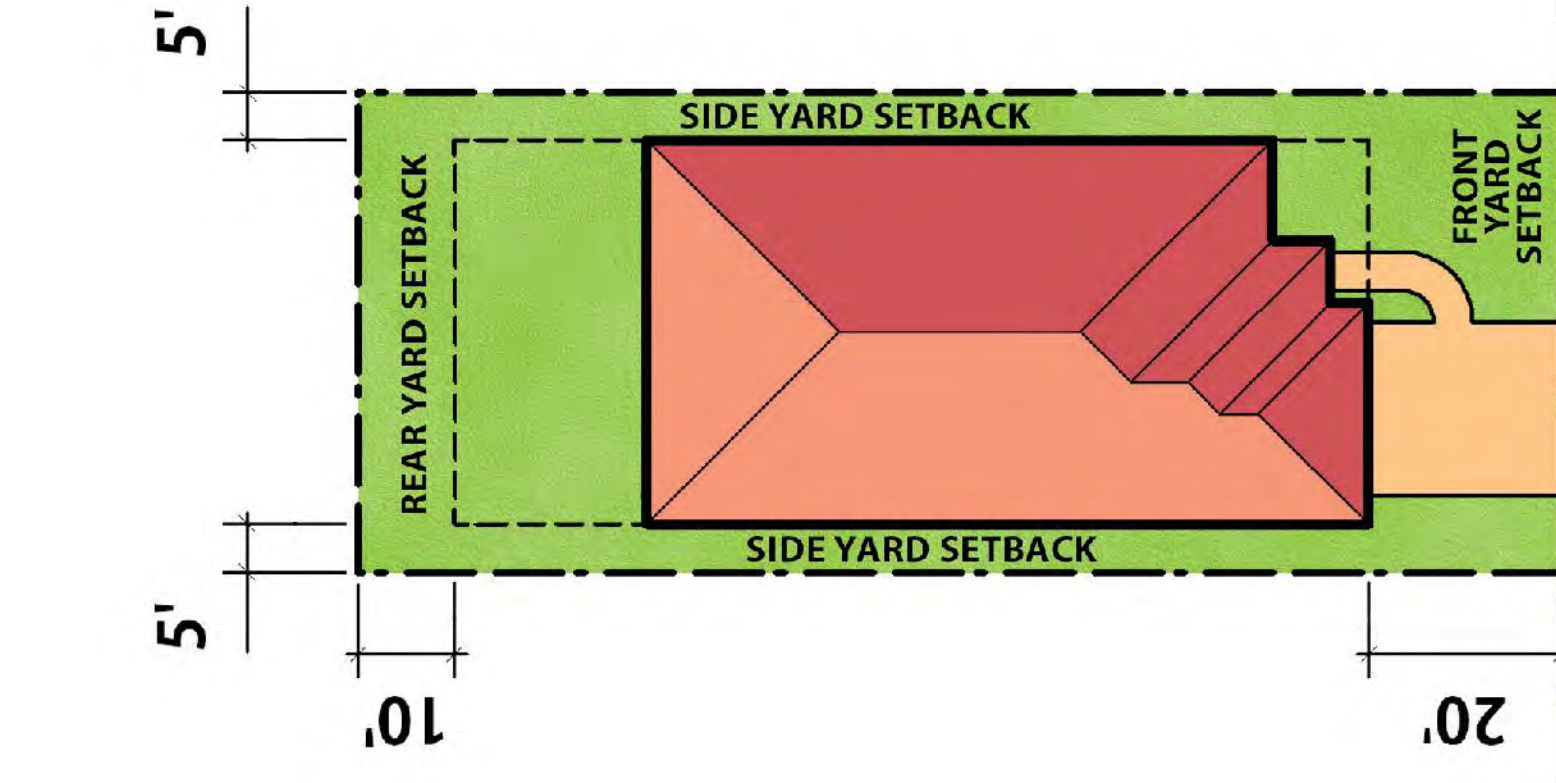 5'
SIDE YARD SETBACK
FRONT
YARD
SETBACK
REAR YARD SETBACK
SIDE YARD SETBACK
5'
10'
20'